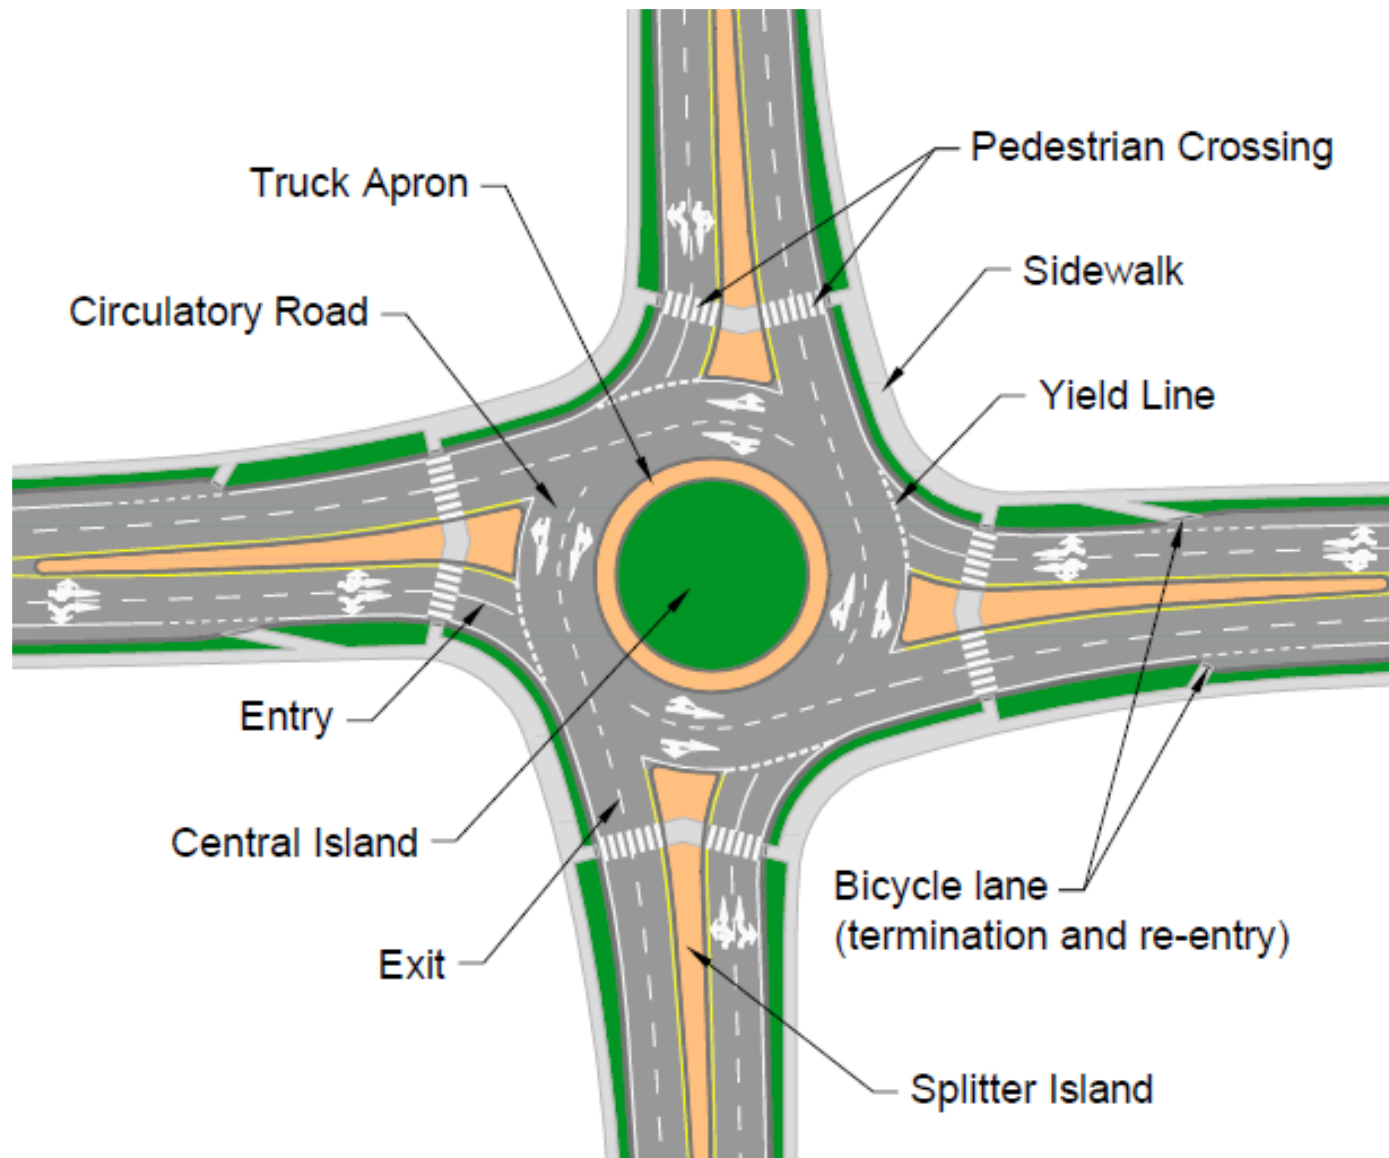 Pedestrian Crossing
Truck Apron
Sidewalk
Circulatory Road
Yield Line
Entry
Central Island
Bicycle lane
(termination and re-entry)
Exit
Splitter Island